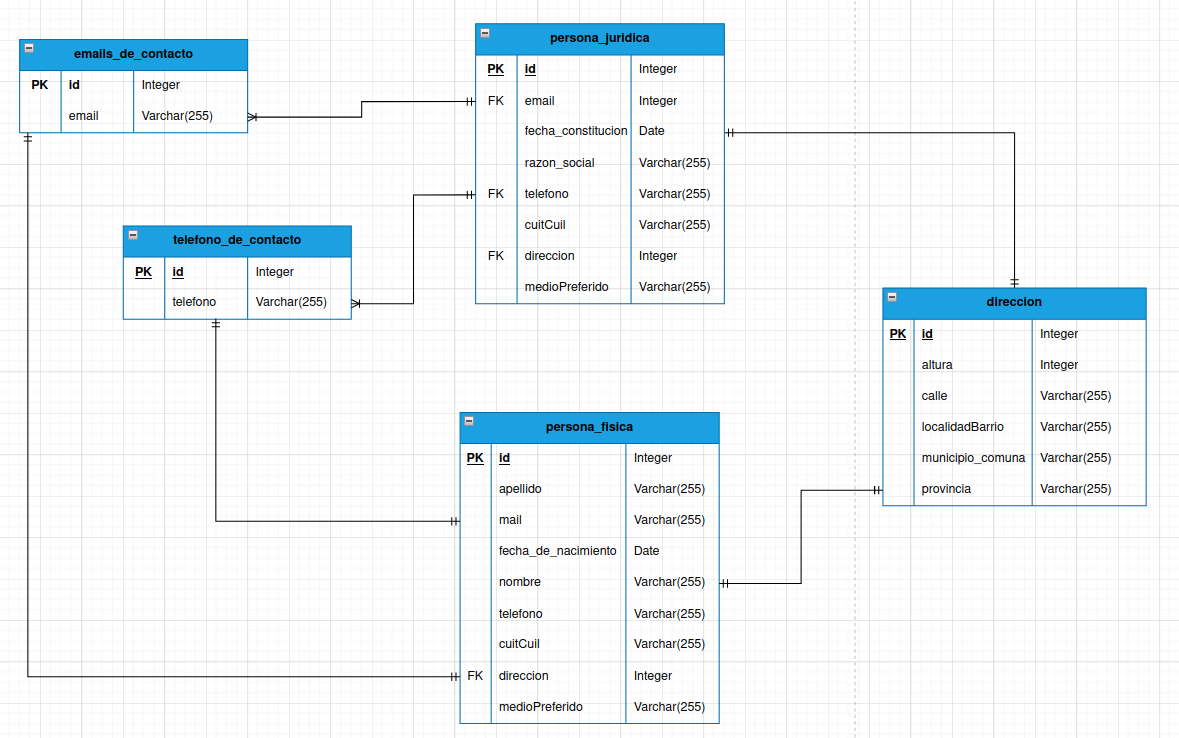 emails_de_contacto
PK id Integer
email Varchar(255)
persona_juridica
PK id Integer
FK email Integer
fecha_constitucion Date
razon_social Varchar(255)
FK telefono Varchar(255)
cuitCuil Varchar(255)
FK direccion Integer
medioPreferido Varchar(255)
telefono_de_contacto
PK id Integer
telefono Varchar(255)
direccion
PK id Integer
altura Integer
calle Varchar(255)
localidadBarrio Varchar(255)
municipio_comuna Varchar(255)
provincia Varchar(255)
persona_fisica
PK id Integer
apellido Varchar(255)
mail Varchar(255)
fecha_de_nacimiento Date
nombre Varchar(255)
telefono Varchar(255)
cuitCuil Varchar(255)
FK direccion Integer
medioPreferido Varchar(255)